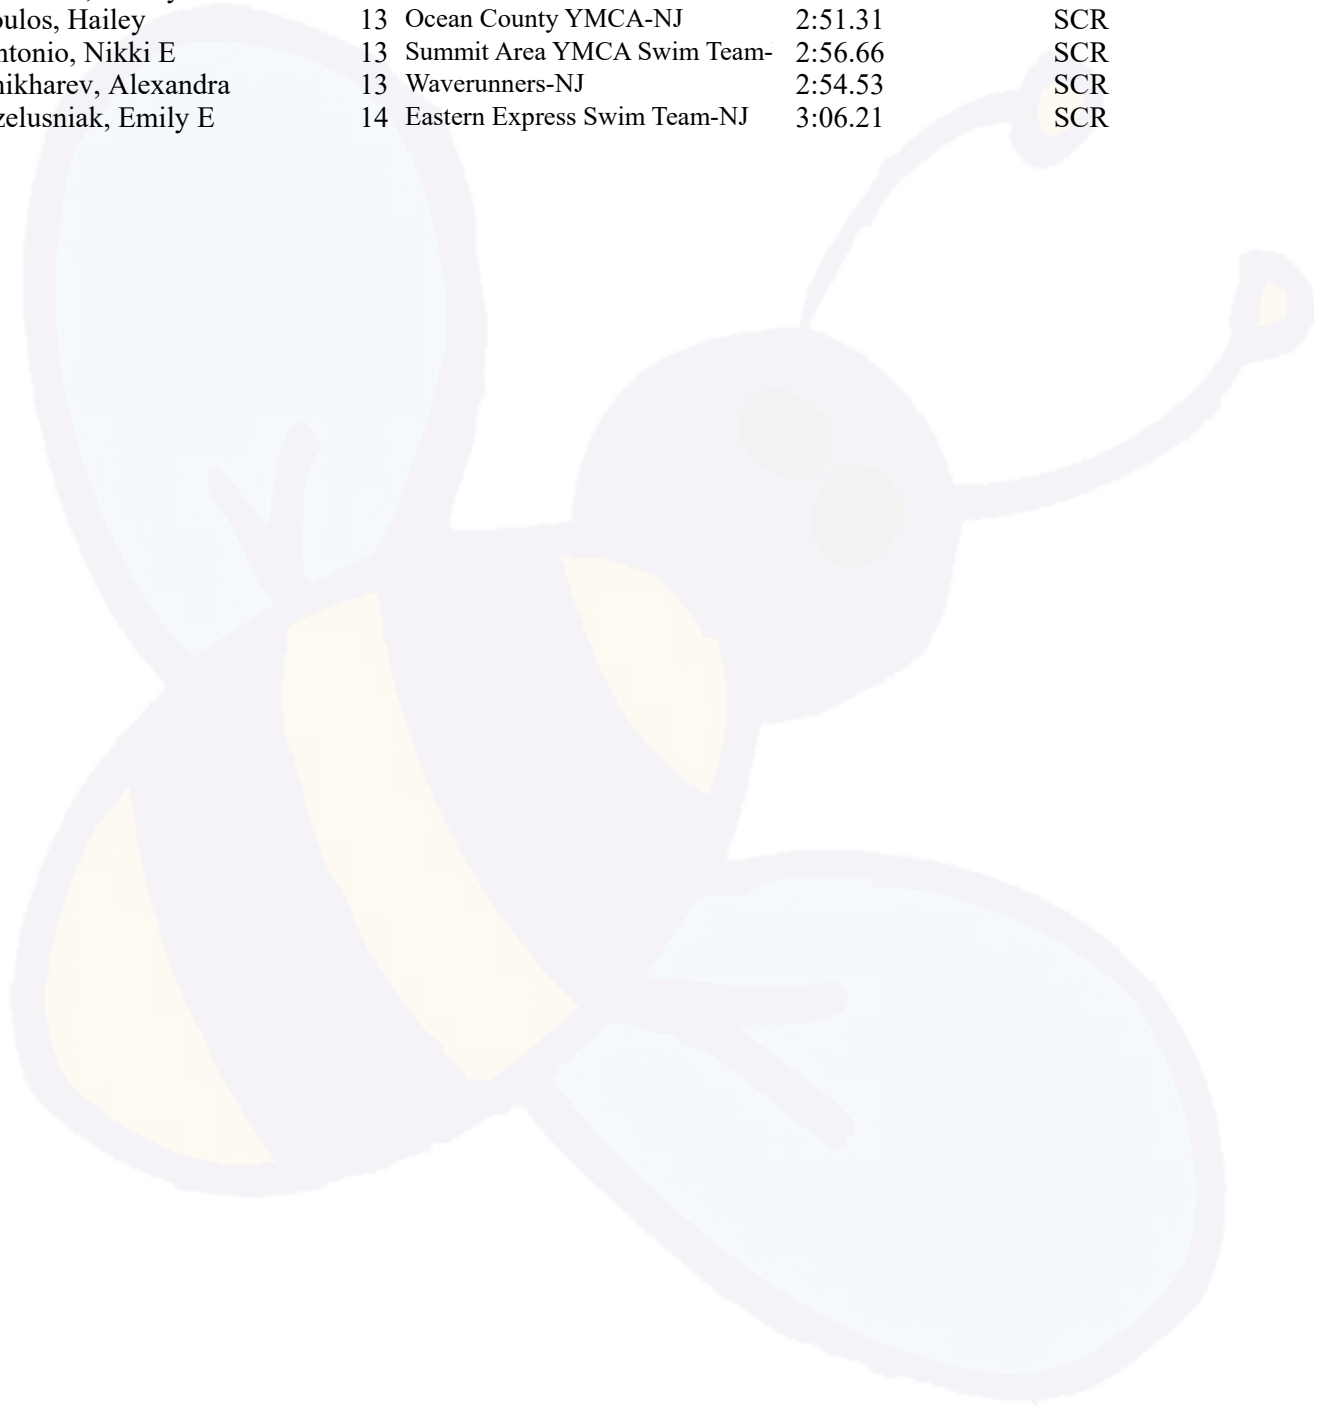 oulos, Hailey 13 Ocean County YMCA-NJ 2:51.31 SCR
ntonio, Nikki E 13 Summit Area YMCA Swim Team- 2:56.66 SCR
nikharev, Alexandra 13 Waverunners-NJ 2:54.53 SCR
zelusniak, Emily E 14 Eastern Express Swim Team-NJ 3:06.21 SCR